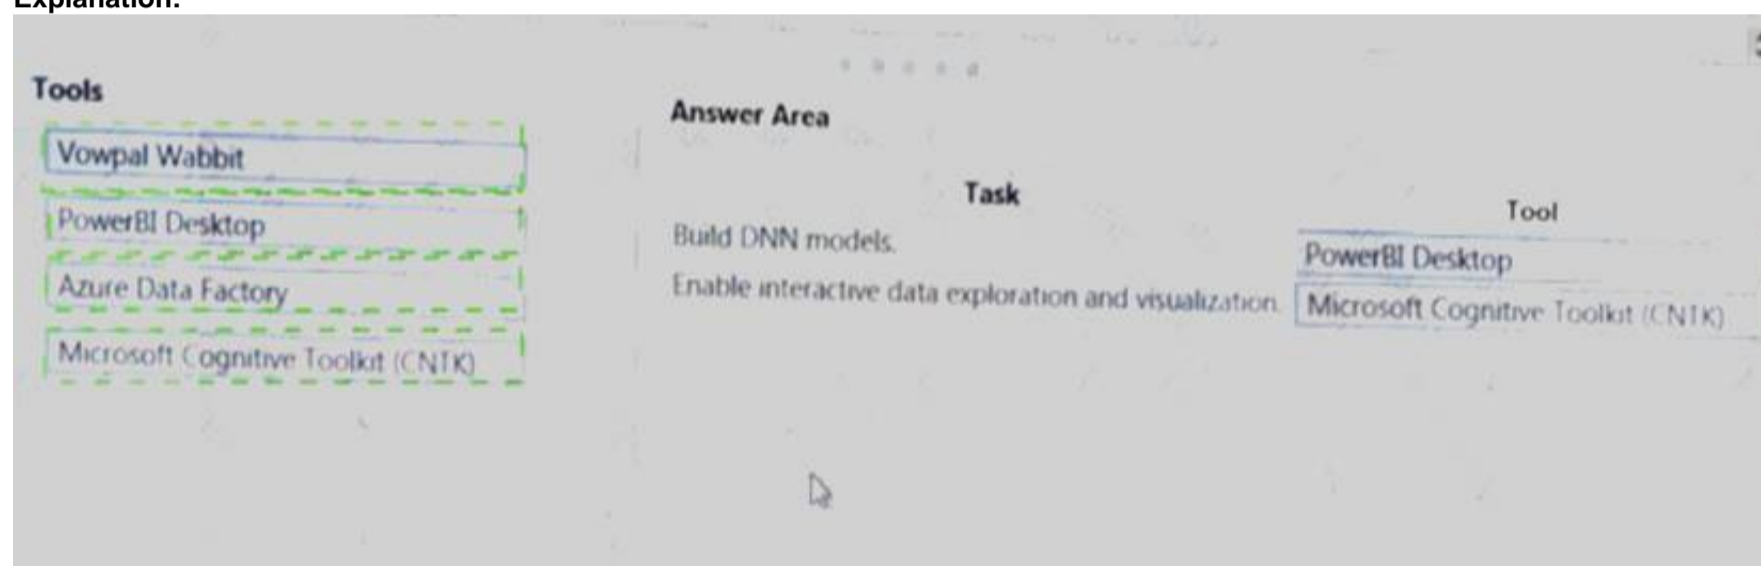 Explanation:
Tools
Vowpal Wabbit
PowerBI Desktop
Azure Data Factory
Microsoft Cognitive Toolkit (CNTK)
Answer Area
Task
Tool
Build DNN models.
PowerBI Desktop
Enable interactive data exploration and visualization.
Microsoft Cognitive Toolkit (CNTK)